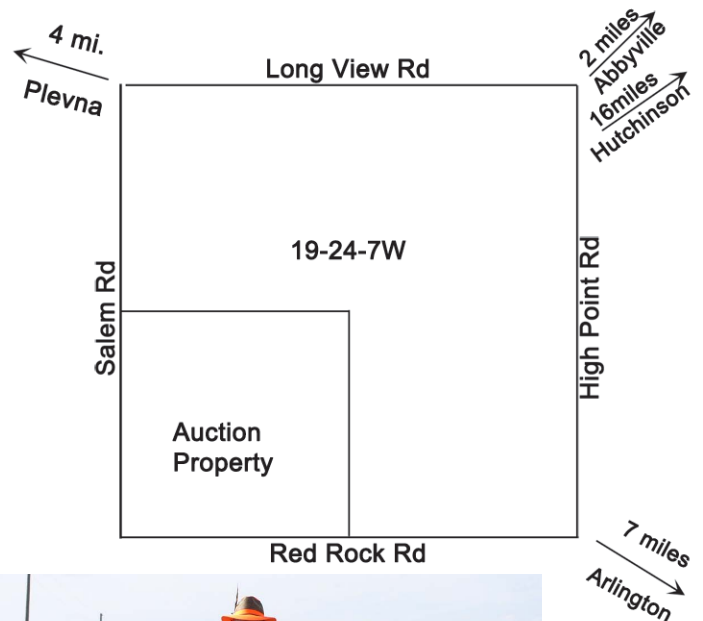 4 mi.
Plevna
Long View Rd
2 miles
Abbyville
16miles
Hutchinson
19-24-7W
Salem Rd
High Point Rd
Auction
Property
Red Rock Rd
7 miles
Arlington